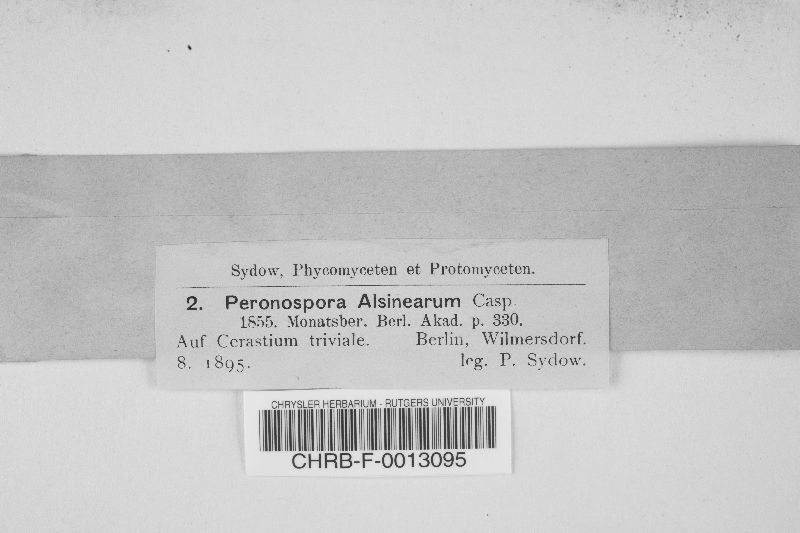 Sydow, Phycomyceten et Protomyceten.
2. Peronospora Alsinearum Casp.
1855. Monatsber. Berl. Akad. p. 330.
Auf Cerastium triviale. Berlin, Wilmersdorf.
8. 1895. leg. P. Sydow.
CHRYSLER HERBARIUM - RUTGERS UNIVERSITY
CHRB-F-0013095